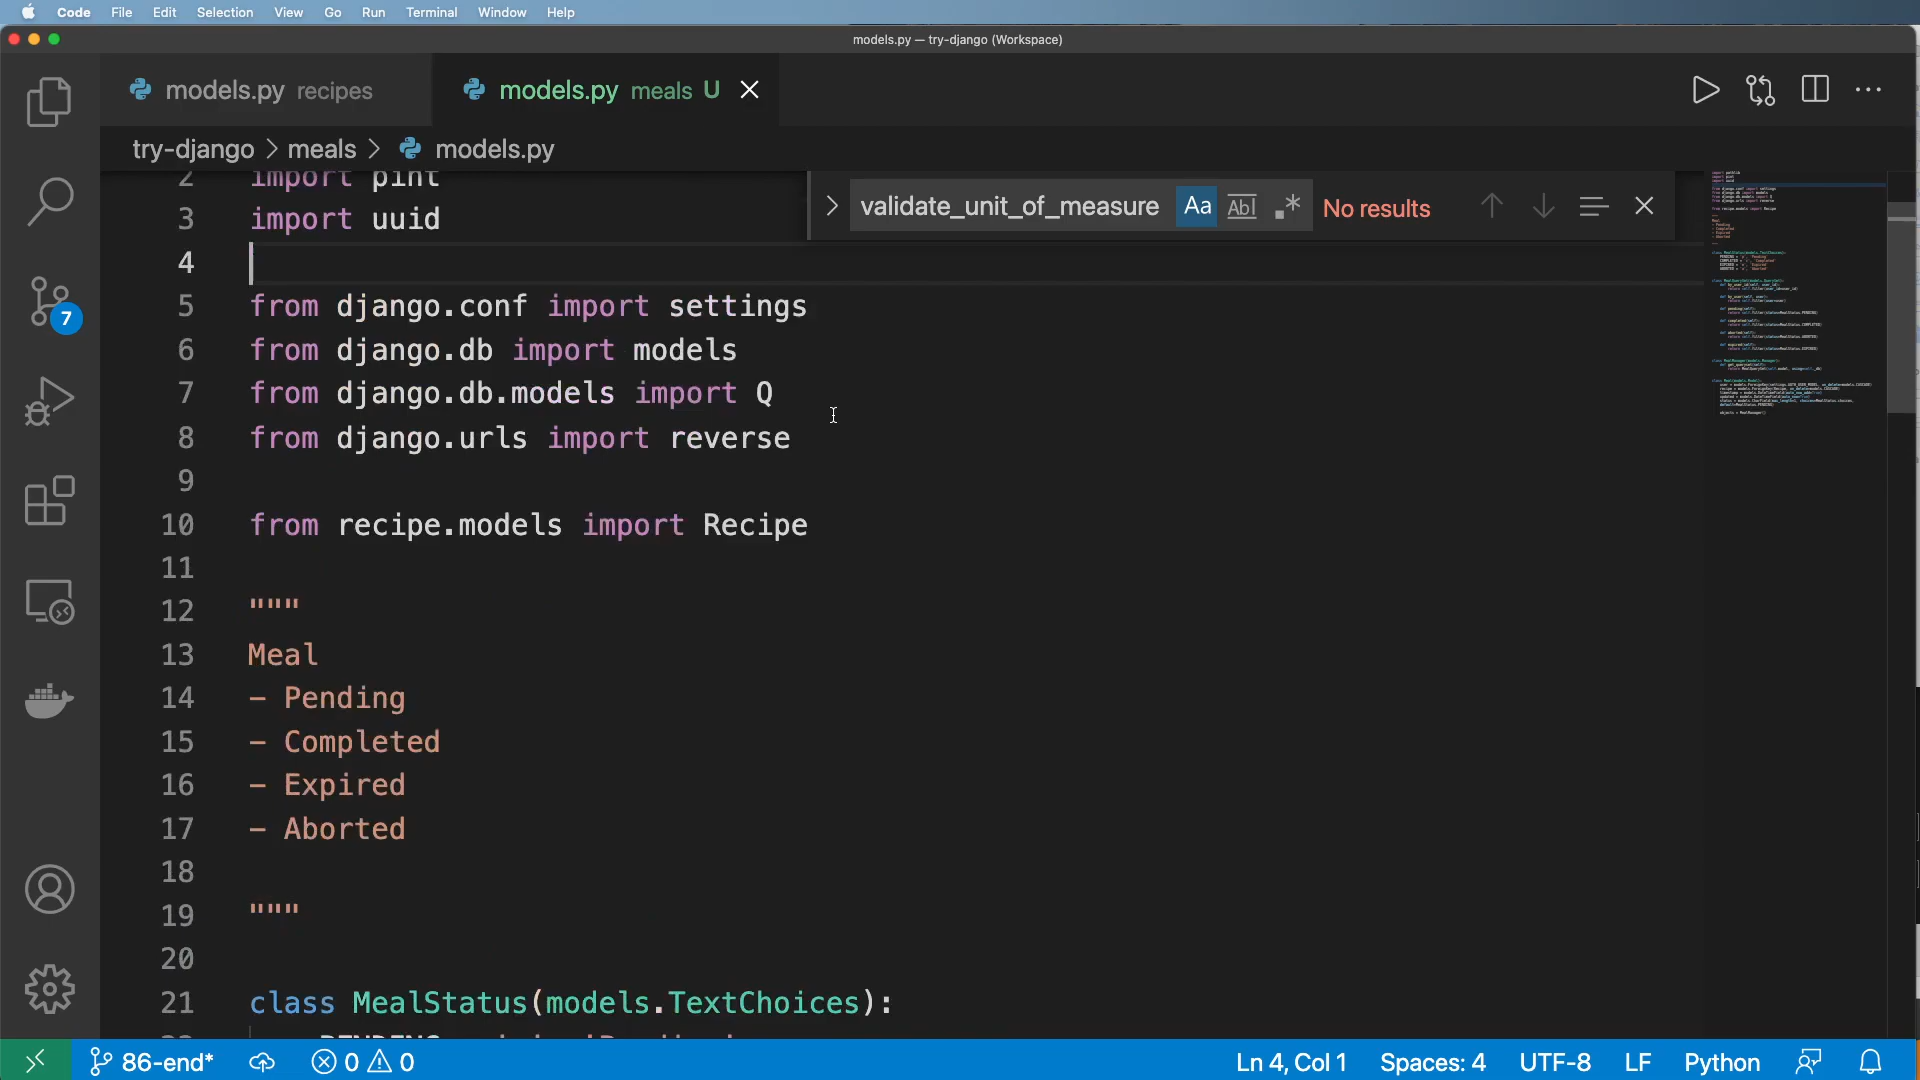 Code File Edit Selection View Go Run Terminal Window Help
models.py — try-django (Workspace)
models.py recipes models.py meals U
try-django > meals > models.py
validate_unit_of_measure Aa Abl .* No results
2 import pint
3 import uuid
4
5 from django.conf import settings
6 from django.db import models
7 from django.db.models import Q
8 from django.urls import reverse
9
10 from recipe.models import Recipe
11
12 """
13 Meal
14 - Pending
15 - Completed
16 - Expired
17 - Aborted
18
19 """
20
21 class MealStatus(models.TextChoices):
7
86-end* 0 0 Ln 4, Col 1 Spaces: 4 UTF-8 LF Python